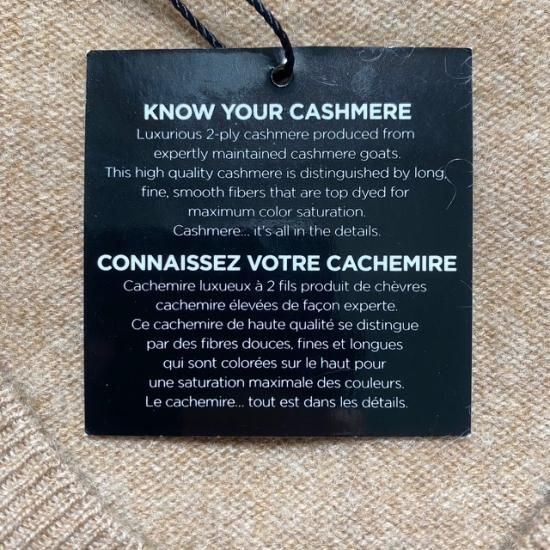 KNOW YOUR CASHMERE
Luxurious 2-ply cashmere produced from
expertly maintained cashmere goats.
This high quality cashmere is distinguished by long,
fine, smooth fibers that are top dyed for
maximum color saturation.
Cashmere... it's all in the details.
CONNAISSEZ VOTRE CACHEMIRE
Cachemire luxueux à 2 fils produit de chèvres
cachemire élevées de façon experte.
Ce cachemire de haute qualité se distingue
par des fibres douces, fines et longues
qui sont colorées sur le haut pour
une saturation maximale des couleurs.
Le cachemire... tout est dans les détails.